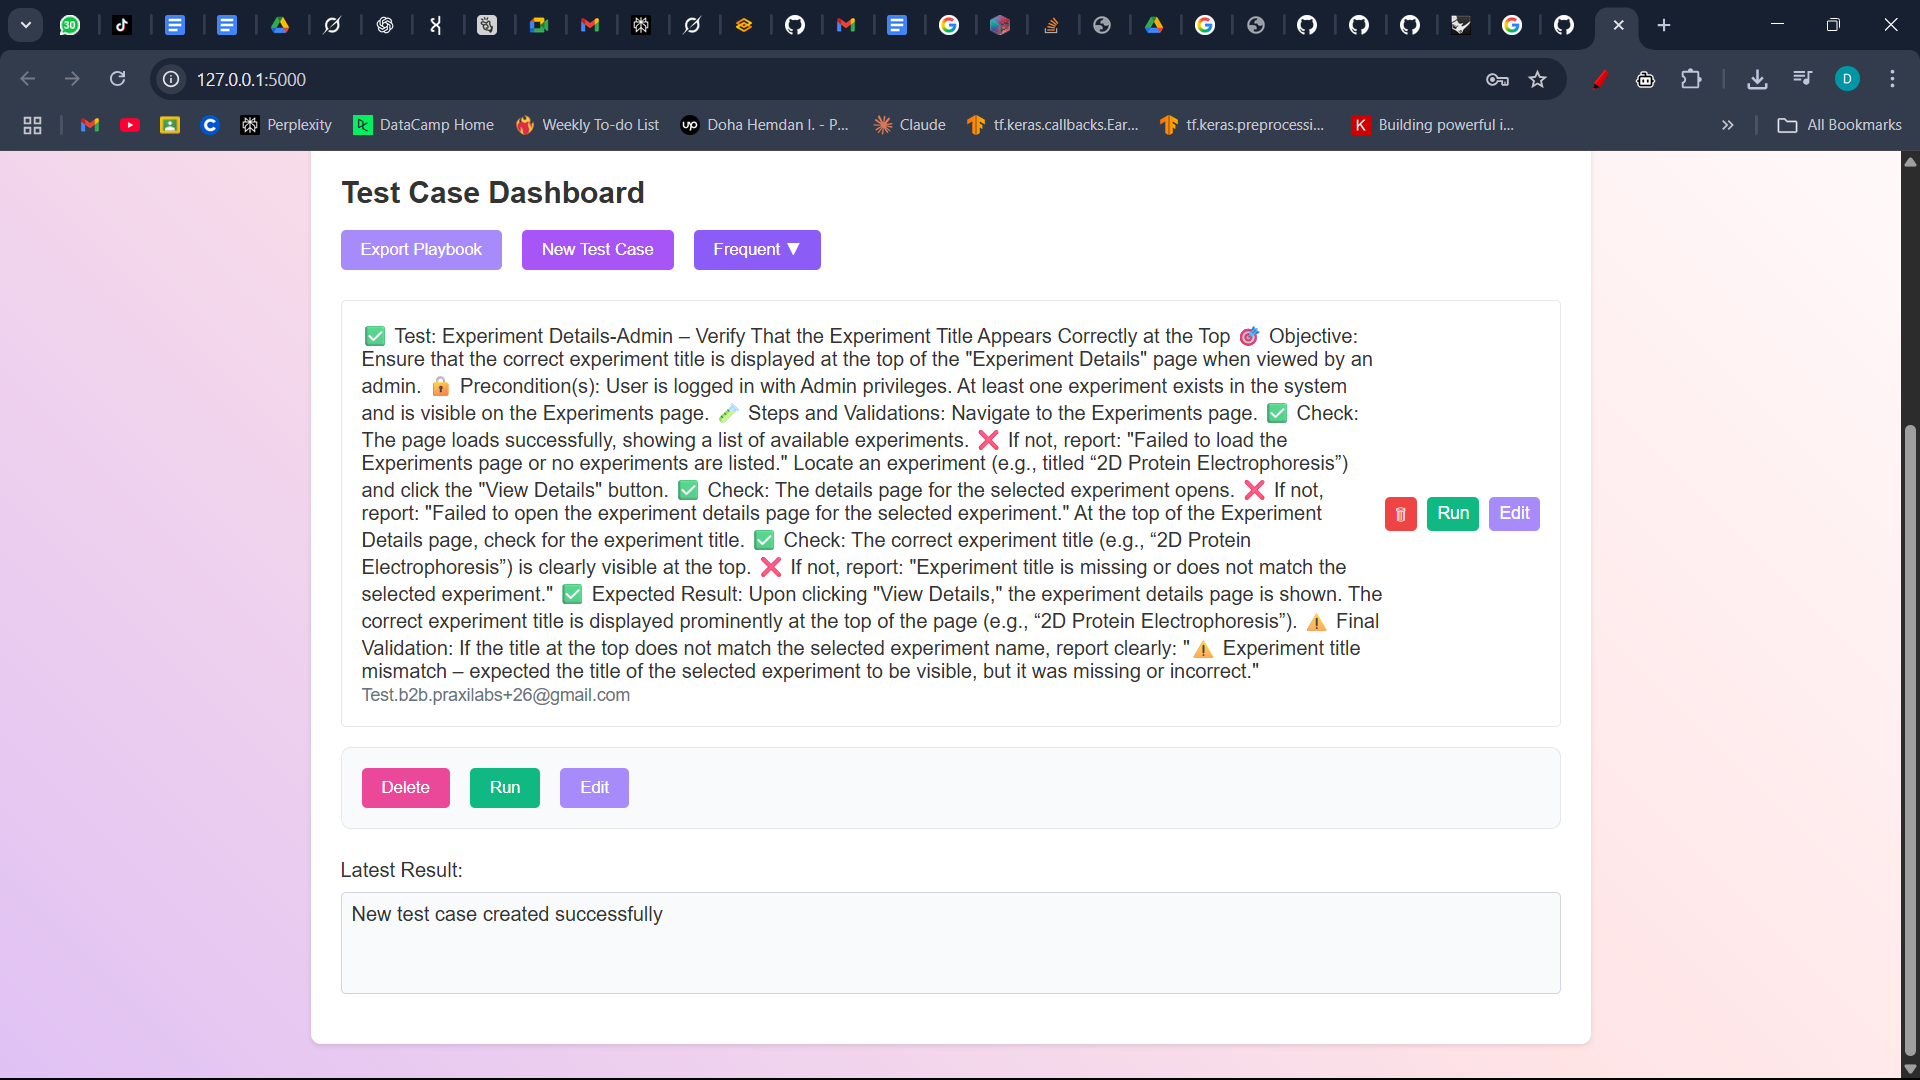 30
127.0.0.1:5000
D
Perplexity
DataCamp Home
Weekly To-do List
up Doha Hemdan I. - P...
Claude
tf.keras.callbacks.Ear...
tf.keras.preprocessi...
K Building powerful i...
All Bookmarks
Test Case Dashboard
Export Playbook
New Test Case
Frequent ▼
✅ Test: Experiment Details-Admin – Verify That the Experiment Title Appears Correctly at the Top 🎯 Objective:
Ensure that the correct experiment title is displayed at the top of the "Experiment Details" page when viewed by an
admin. 🔒 Precondition(s): User is logged in with Admin privileges. At least one experiment exists in the system
and is visible on the Experiments page. 🧪 Steps and Validations: Navigate to the Experiments page. ✅ Check:
The page loads successfully, showing a list of available experiments. ❌ If not, report: "Failed to load the
Experiments page or no experiments are listed." Locate an experiment (e.g., titled “2D Protein Electrophoresis”)
and click the "View Details" button. ✅ Check: The details page for the selected experiment opens. ❌ If not,
report: "Failed to open the experiment details page for the selected experiment." At the top of the Experiment
Details page, check for the experiment title. ✅ Check: The correct experiment title (e.g., “2D Protein
Electrophoresis”) is clearly visible at the top. ❌ If not, report: "Experiment title is missing or does not match the
selected experiment." ✅ Expected Result: Upon clicking "View Details," the experiment details page is shown. The
correct experiment title is displayed prominently at the top of the page (e.g., “2D Protein Electrophoresis”). ⚠️ Final
Validation: If the title at the top does not match the selected experiment name, report clearly: "⚠️ Experiment title
mismatch – expected the title of the selected experiment to be visible, but it was missing or incorrect."
Test.b2b.praxilabs+26@gmail.com
Run
Edit
Delete
Run
Edit
Latest Result:
New test case created successfully